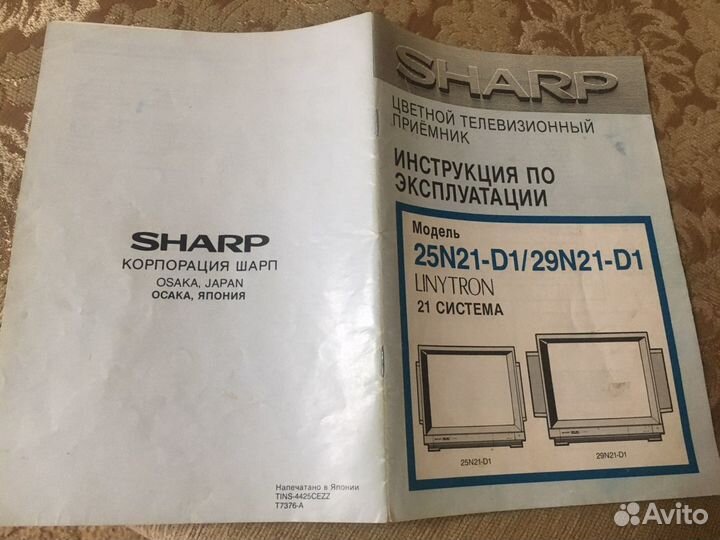 SHARP
КОРПОРАЦИЯ ШАРП
OSAKA, JAPAN
ОСАКА, ЯПОНИЯ
Напечатано в Японии
TINS-4425CEZZ
T7376-A
SHARP
ЦВЕТНОЙ ТЕЛЕВИЗИОННЫЙ
ПРИЁМНИК
ИНСТРУКЦИЯ ПО
ЭКСПЛУАТАЦИИ
Модель
25N21-D1/29N21-D1
LINYTRON
21 СИСТЕМА
25N21-D1
29N21-D1
Avito